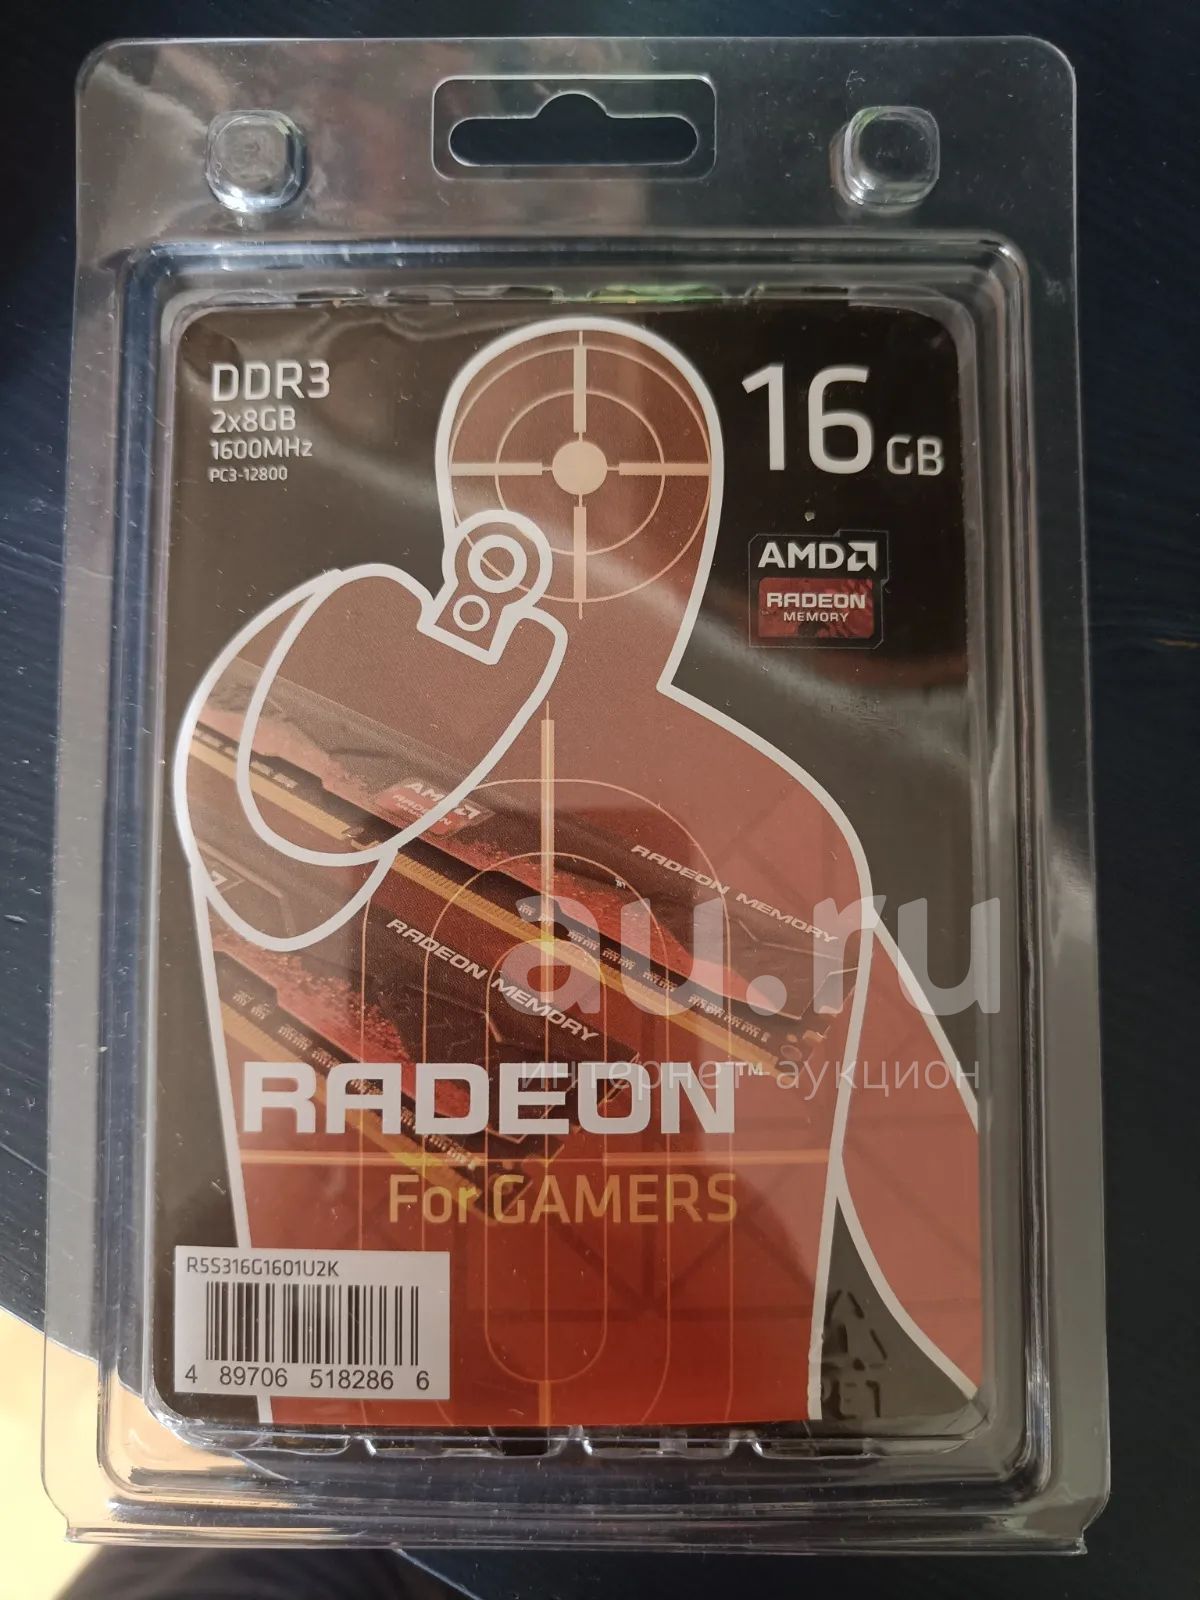 DDR3
2x8GB
1600MHz
PC3-12800
16 GB
AMD
RADEON
MEMORY
AMD
RADEON
RADEON MEMORY
RADEON MEMORY
au.ru
интернет аукцион
RADEON™
For GAMERS
R5S316G1601U2K
4 89706 518286 6